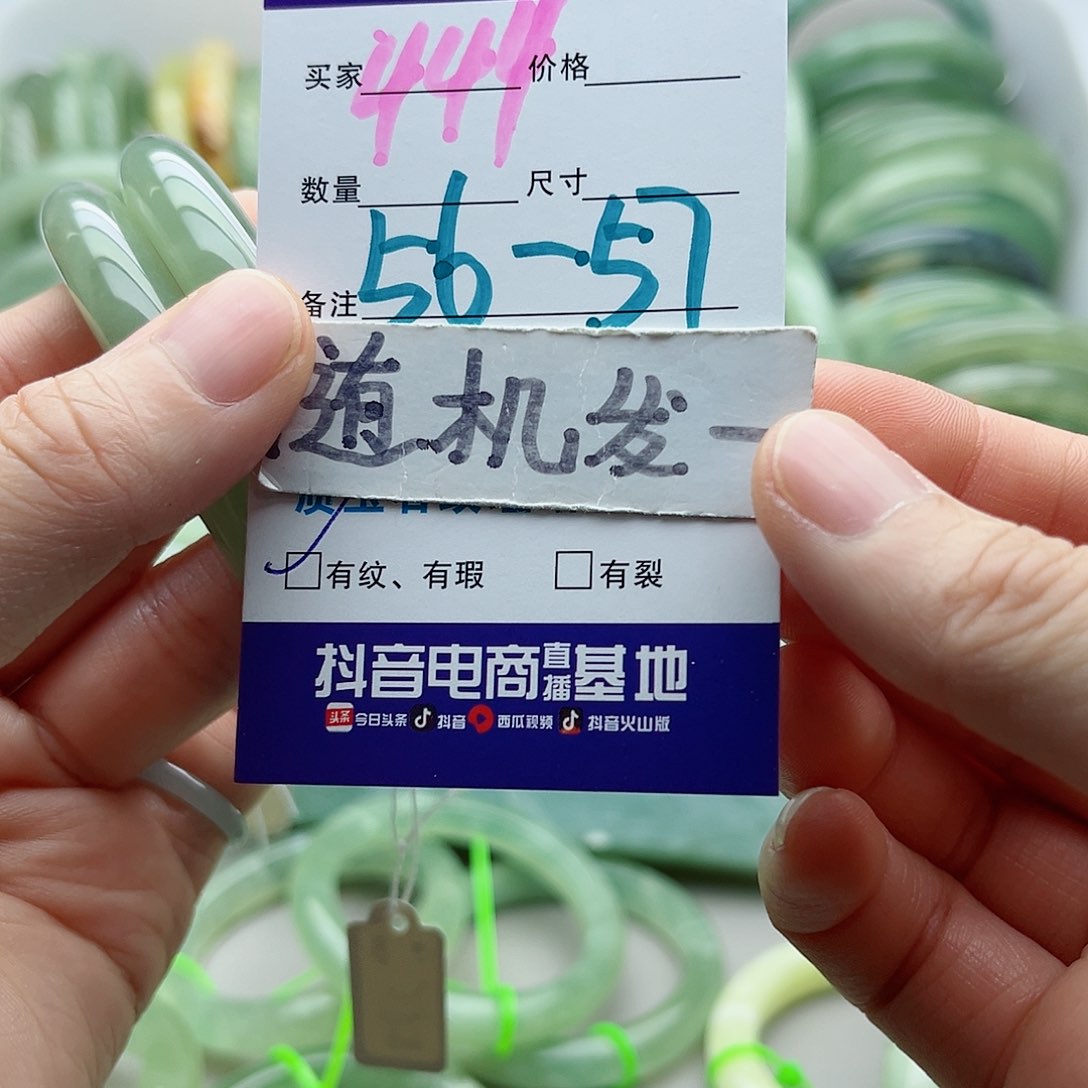 买家 444 价格
数量 尺寸
56-57
备注
随机发一
有纹、有瑕 有裂
抖音电商直播基地
头条 今日头条 抖音 西瓜视频 抖音火山版